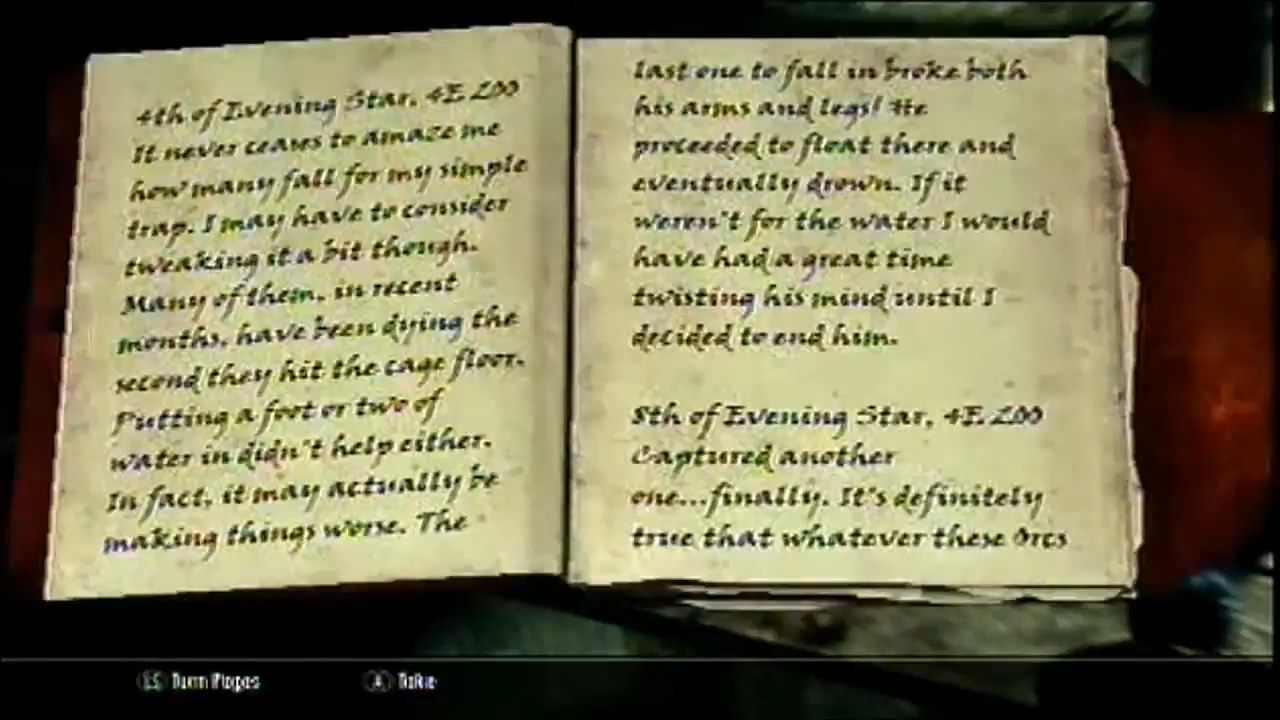 4th of Evening Star, 4E 200
It never ceases to amaze me
how many fall for my simple
trap. I may have to consider
tweaking it a bit though.
Many of them, in recent
months, have been dying the
second they hit the cage floor.
Putting a foot or two of
water in didn't help either.
In fact, it may actually be
making things worse. The
last one to fall in broke both
his arms and legs! He
proceeded to float there and
eventually drown. If it
weren't for the water I would
have had a great time
twisting his mind until I
decided to end him.
8th of Evening Star, 4E 200
Captured another
one...finally. It's definitely
true that whatever these Orcs
LS Turn Pages
A Take